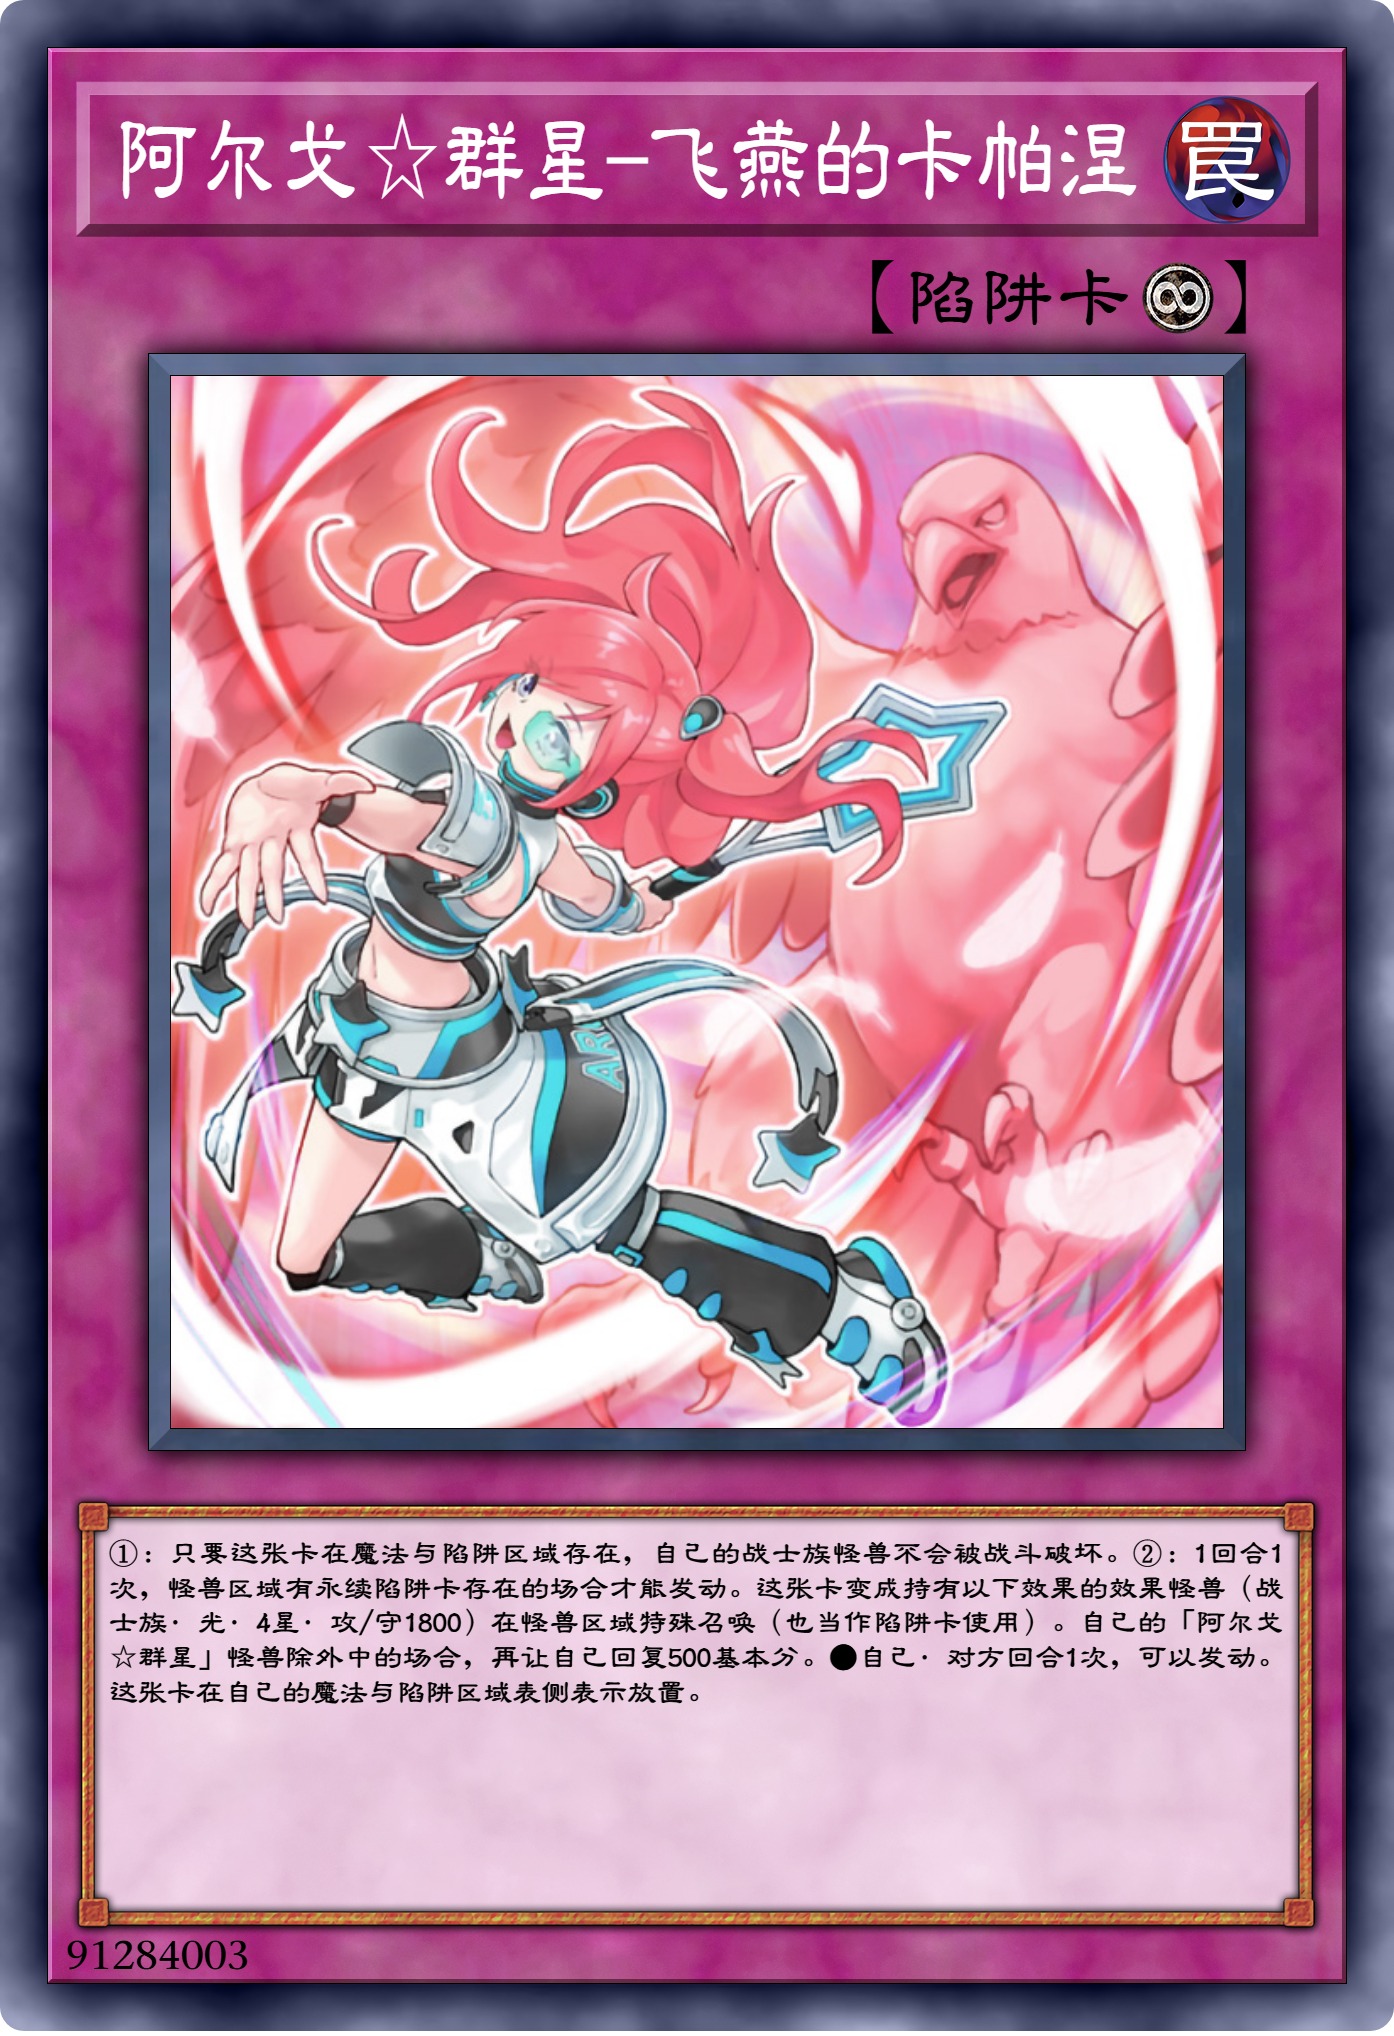 阿尔戈☆群星-飞燕的卡帕涅 罠
【陷阱卡∞】
AR
①：只要这张卡在魔法与陷阱区域存在，自己的战士族怪兽不会被战斗破坏。②：1回合1
次，怪兽区域有永续陷阱卡存在的场合才能发动。这张卡变成持有以下效果的效果怪兽（战
士族·光·4星·攻/守1800）在怪兽区域特殊召唤（也当作陷阱卡使用）。自己的「阿尔戈
☆群星」怪兽除外中的场合，再让自己回复500基本分。●自己·对方回合1次，可以发动。
这张卡在自己的魔法与陷阱区域表侧表示放置。
91284003